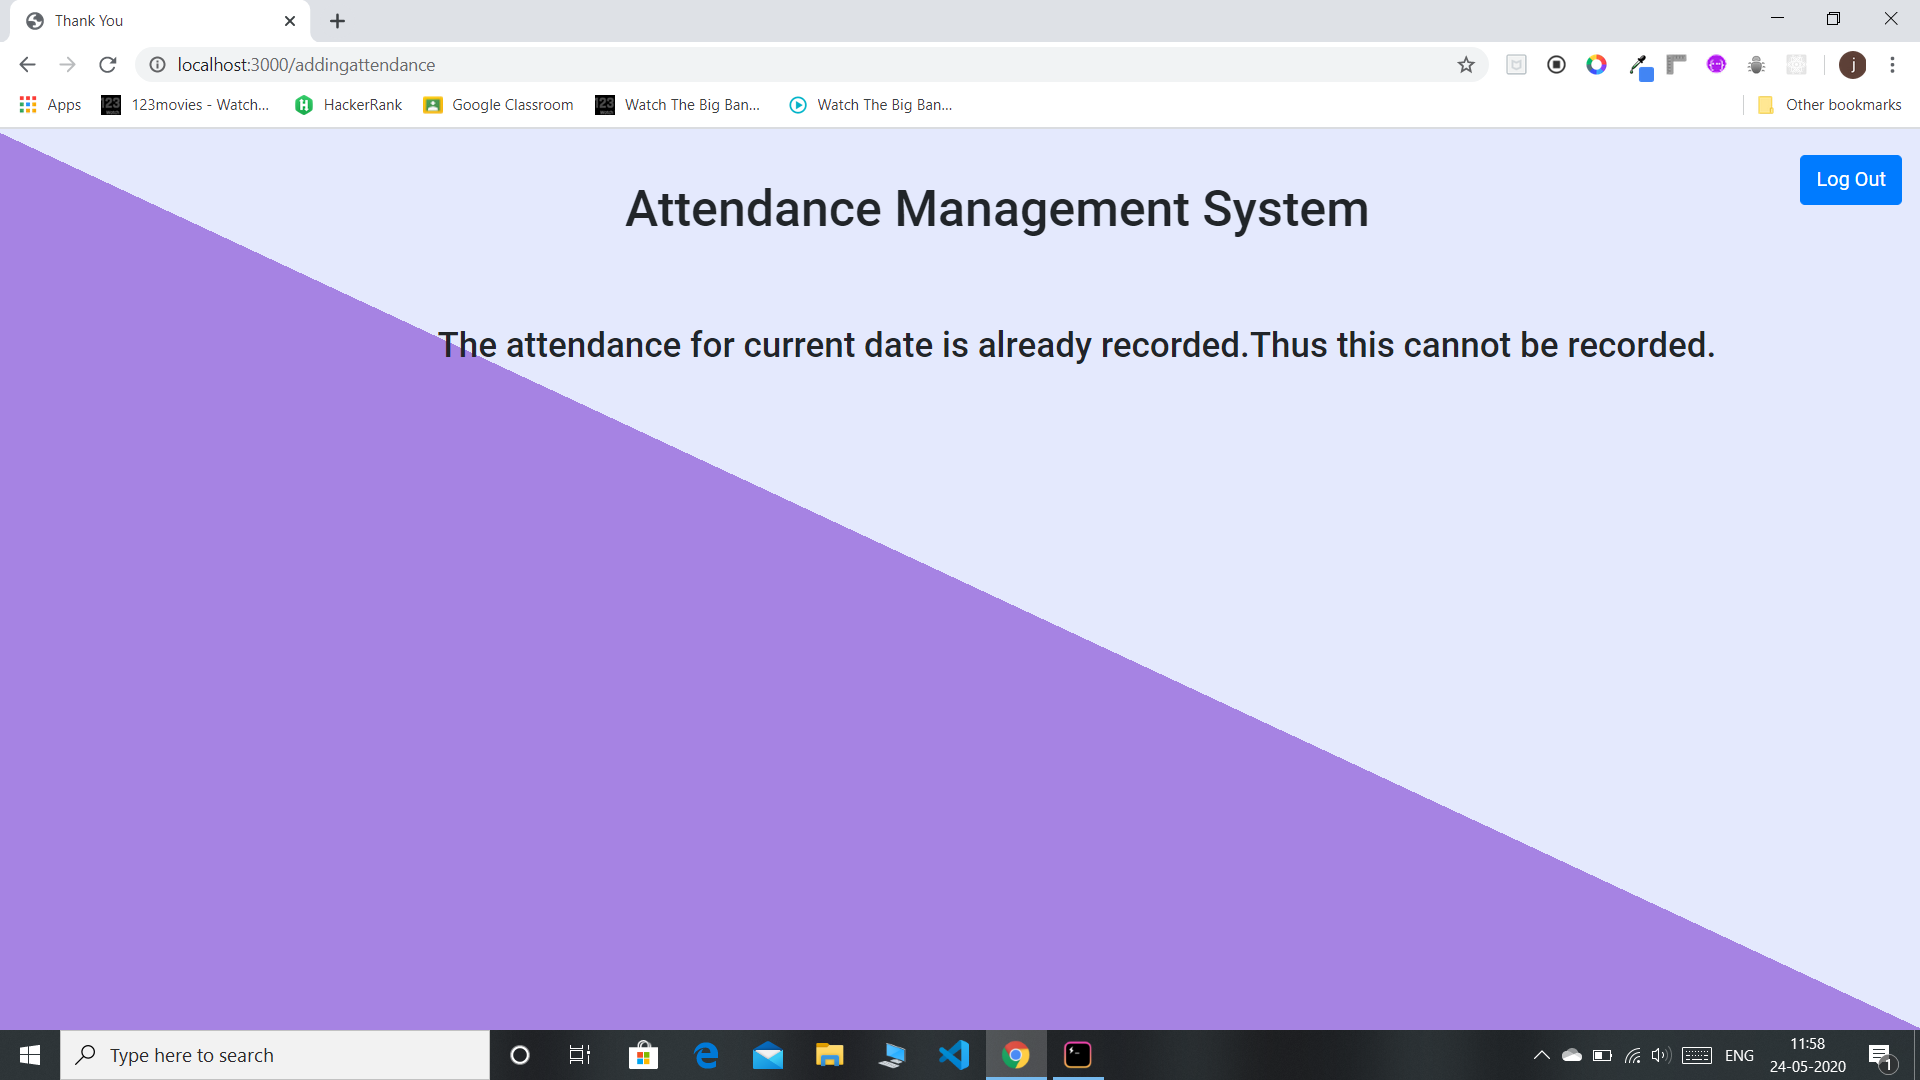 Thank You
localhost:3000/addingattendance
j
Apps
123movies - Watch...
HackerRank
Google Classroom
Watch The Big Ban...
Watch The Big Ban...
Other bookmarks
Log Out
Attendance Management System
The attendance for current date is already recorded.Thus this cannot be recorded.
Type here to search
ENG
11:58
24-05-2020
1